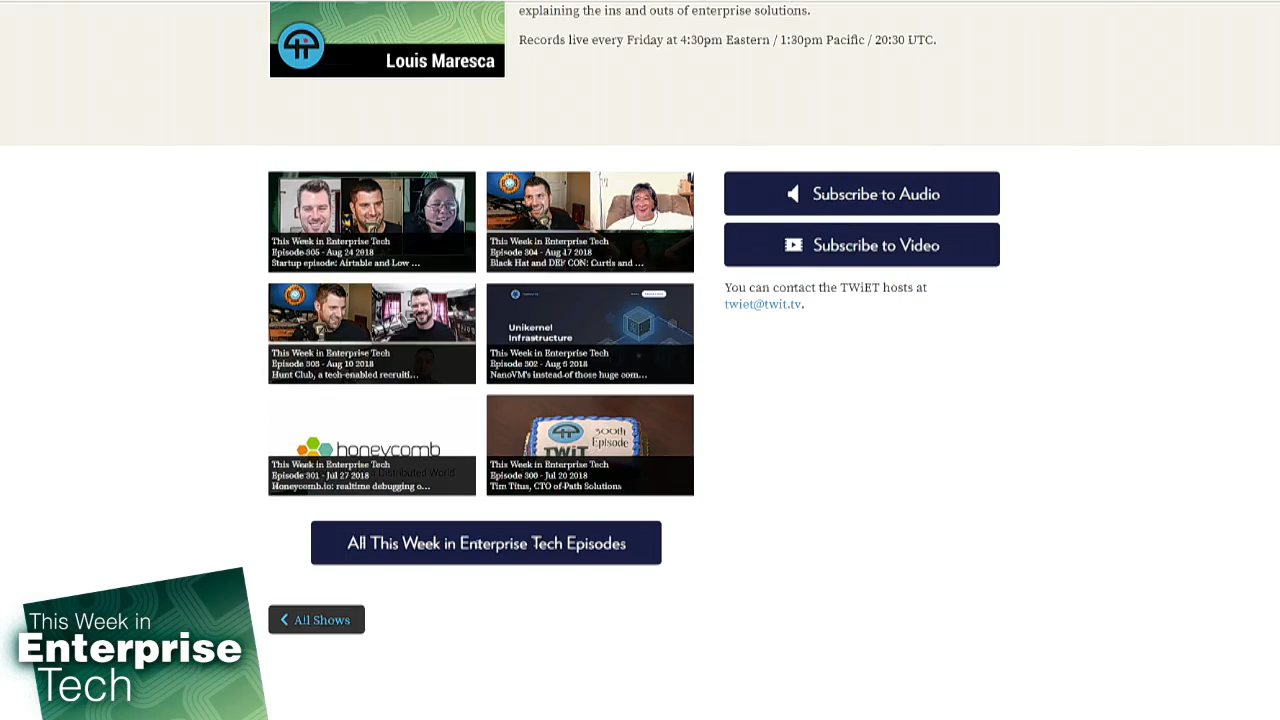 explaining the ins and outs of enterprise solutions.
Records live every Friday at 4:30pm Eastern / 1:30pm Pacific / 20:30 UTC.
Louis Maresca
This Week in Enterprise Tech
Episode 305 - Aug 24 2018
Startup episode: Airtable and Low ...
This Week in Enterprise Tech
Episode 304 - Aug 17 2018
Black Hat and DEF CON: Curtis and ...
Subscribe to Audio
Subscribe to Video
You can contact the TWiET hosts at
twiet@twit.tv.
This Week in Enterprise Tech
Episode 303 - Aug 10 2018
Hunt Club, a tech-enabled recruiti...
Unikernel
Infrastructure
This Week in Enterprise Tech
Episode 302 - Aug 6 2018
NanoVM's instead of those huge com...
honeycomb
Distributed World
This Week in Enterprise Tech
Episode 301 - Jul 27 2018
Honeycomb.io: realtime debugging o...
300th
Episode
TWiT
This Week in Enterprise Tech
Episode 300 - Jul 20 2018
Tim Titus, CTO of Path Solutions
All This Week in Enterprise Tech Episodes
All Shows
This Week in
Enterprise
Tech